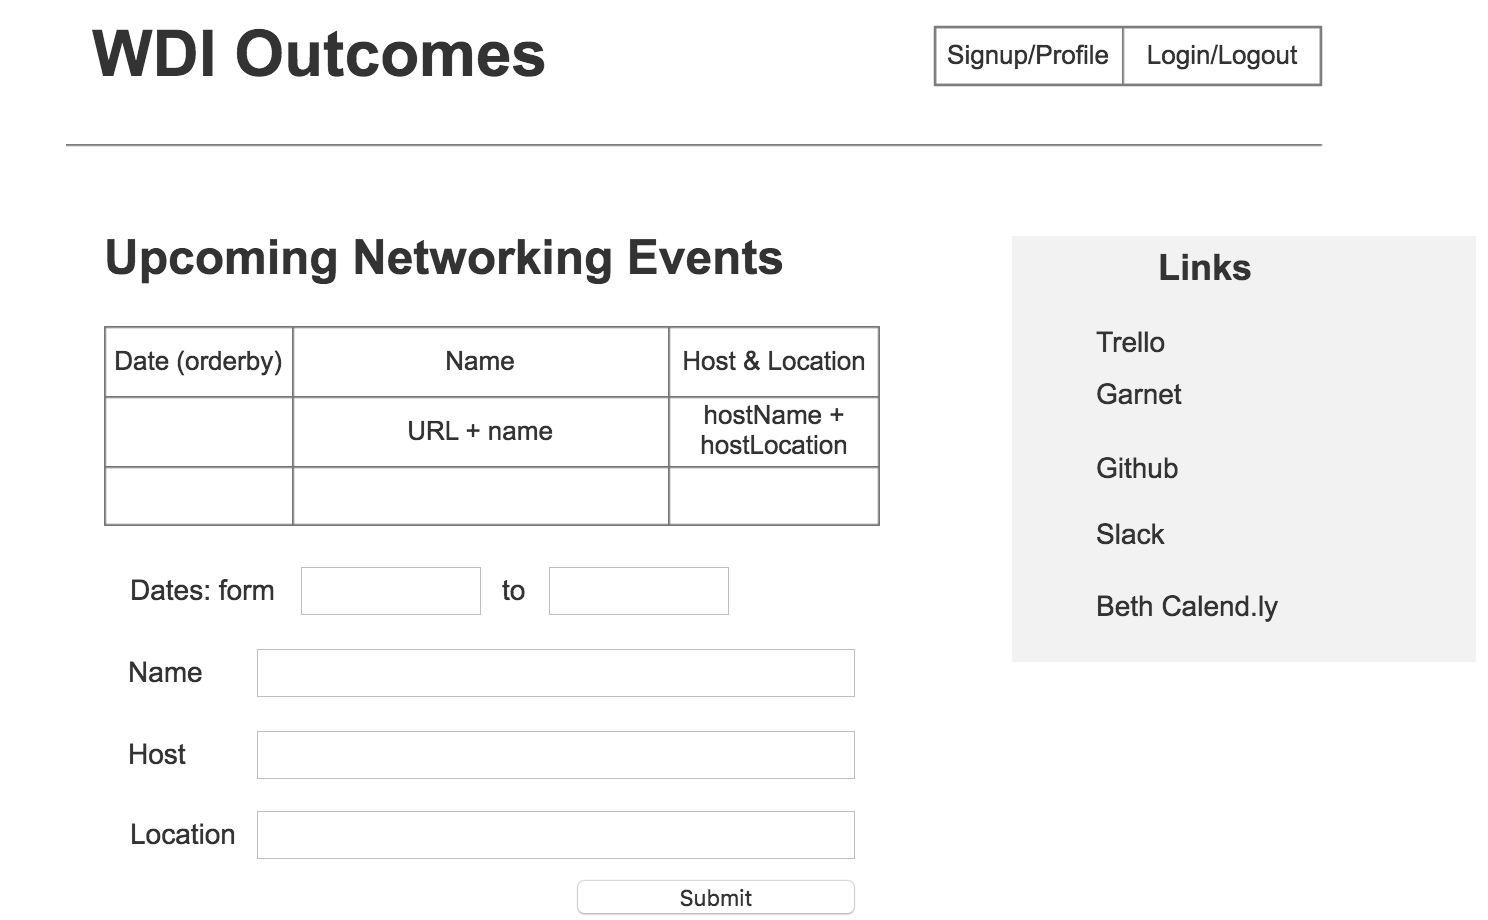 WDI Outcomes
Signup/Profile
Login/Logout
Upcoming Networking Events
Date (orderby)
Name
Host & Location
URL + name
hostName +
hostLocation
Dates: form
to
Name
Host
Location
Submit
Links
Trello
Garnet
Github
Slack
Beth Calend.ly